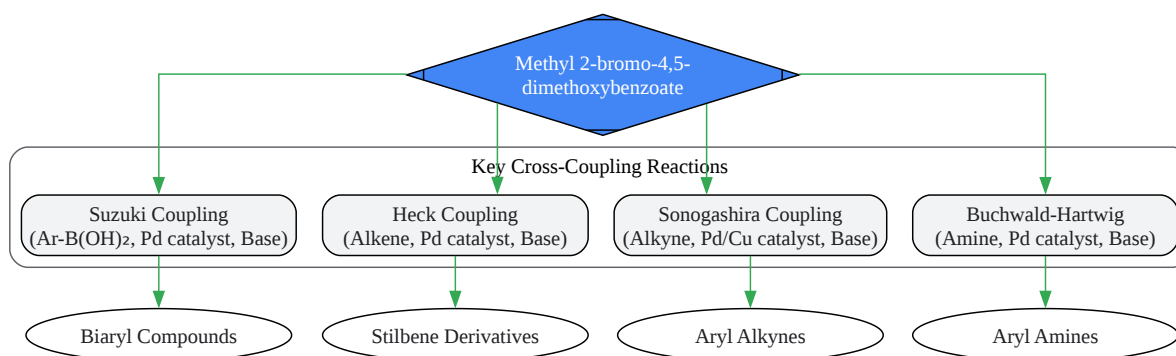 Methyl 2-bromo-4,5-
dimethoxybenzoate
Key Cross-Coupling Reactions
Suzuki Coupling
(Ar-B(OH)₂, Pd catalyst, Base)
Heck Coupling
(Alkene, Pd catalyst, Base)
Sonogashira Coupling
(Alkyne, Pd/Cu catalyst, Base)
Buchwald-Hartwig
(Amine, Pd catalyst, Base)
Biaryl Compounds
Stilbene Derivatives
Aryl Alkynes
Aryl Amines